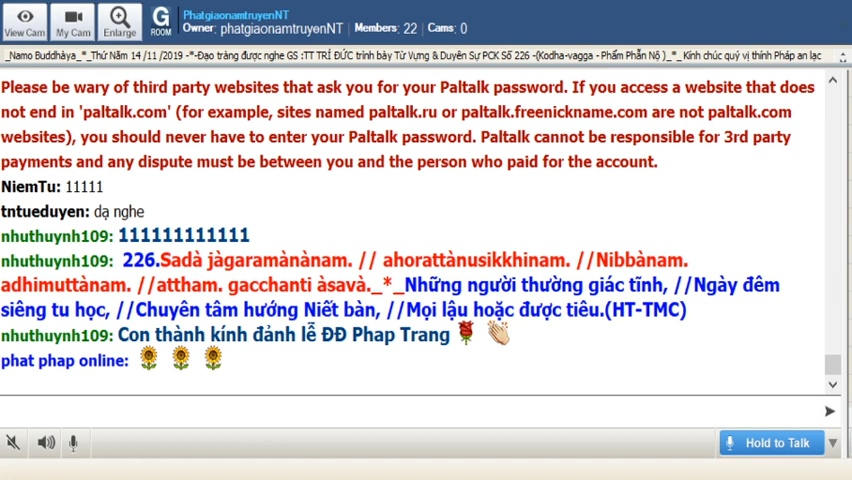 PhatgiaonamtruyenNT
Owner: phatgiaonamtruyenNT Members: 22 Cams: 0
View Cam My Cam Enlarge G ROOM
_Namo Buddhàya_*_Thứ Năm 14 /11 /2019 -*-Đạo tràng được nghe GS :TT TRÍ ĐỨC trình bày Từ Vựng & Duyên Sự PCK Số 226 -(Kodha-vagga - Phẩm Phẫn Nộ )_*_ Kính chúc quý vị thính Pháp an lạc
Please be wary of third party websites that ask you for your Paltalk password. If you access a website that does
not end in 'paltalk.com' (for example, sites named paltalk.ru or paltalk.freenickname.com are not paltalk.com
websites), you should never have to enter your Paltalk password. Paltalk cannot be responsible for 3rd party
payments and any dispute must be between you and the person who paid for the account.
NiemTu: 11111
tntueduyen: dạ nghe
nhuthuynh109: 111111111111
nhuthuynh109: 226.Sadà jàgaramànànam. // ahorattànusikkhinam. //Nibbànam.
adhimuttànam. //attham. gacchanti àsavà._*_Những người thường giác tĩnh, //Ngày đêm
siêng tu học, //Chuyên tâm hướng Niết bàn, //Mọi lậu hoặc được tiêu.(HT-TMC)
nhuthuynh109: Con thành kính đảnh lễ ĐĐ Phap Trang
phat phap online:
Hold to Talk